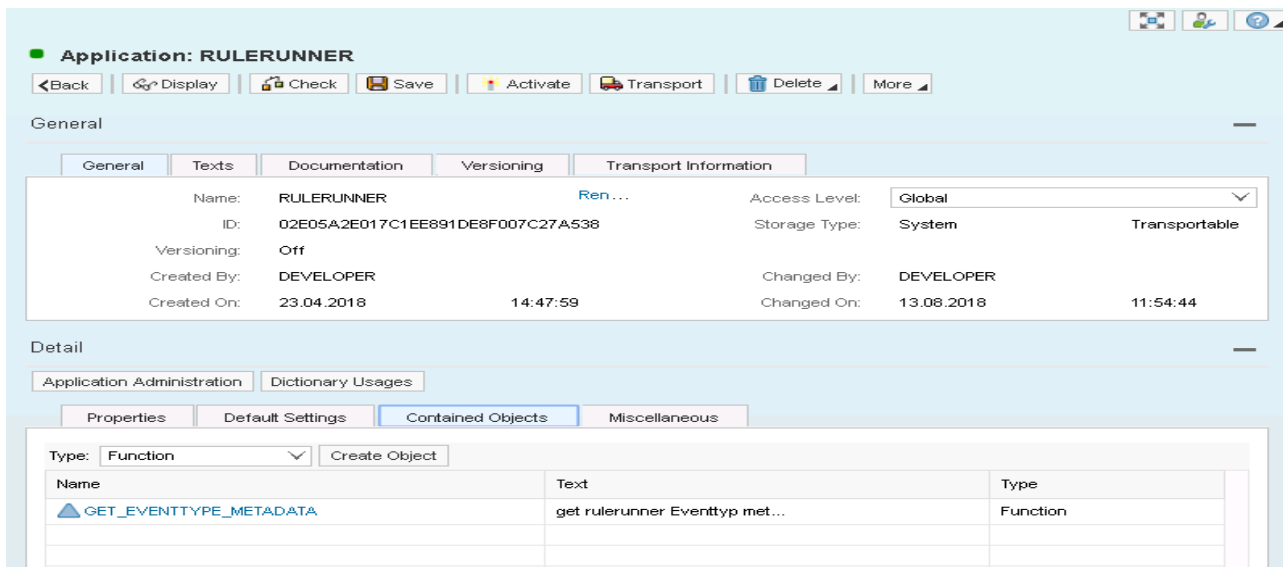 Application: RULERUNNER
Back Display Check Save Activate Transport Delete More
General
General Texts Documentation Versioning Transport Information
Name: RULERUNNER Ren... Access Level: Global
ID: 02E05A2E017C1EE891DE8F007C27A538 Storage Type: System Transportable
Versioning: Off
Created By: DEVELOPER Changed By: DEVELOPER
Created On: 23.04.2018 14:47:59 Changed On: 13.08.2018 11:54:44
Detail
Application Administration Dictionary Usages
Properties Default Settings Contained Objects Miscellaneous
Type: Function Create Object
Name Text Type
GET_EVENTTYPE_METADATA get rulerunner Eventtyp met... Function